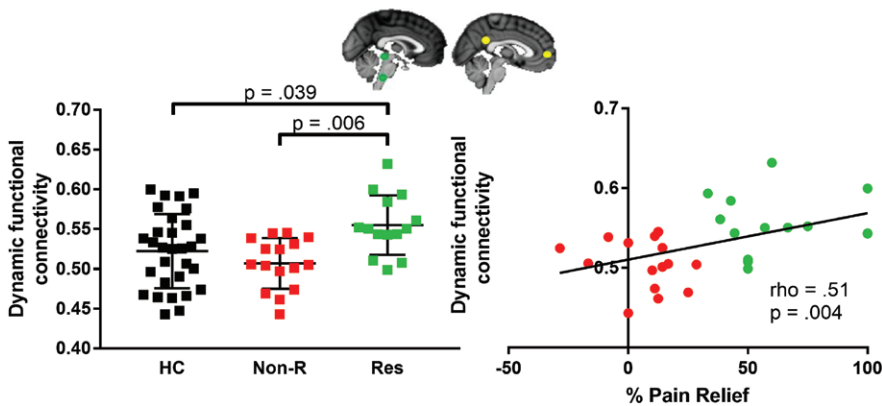 p = .039
p = .006
Dynamic functional
connectivity
0.70
0.65
0.60
0.55
0.50
0.45
0.40
HC Non-R Res
Dynamic functional
connectivity
0.7
0.6
0.5
rho = .51
p = .004
-50 0 50 100
% Pain Relief